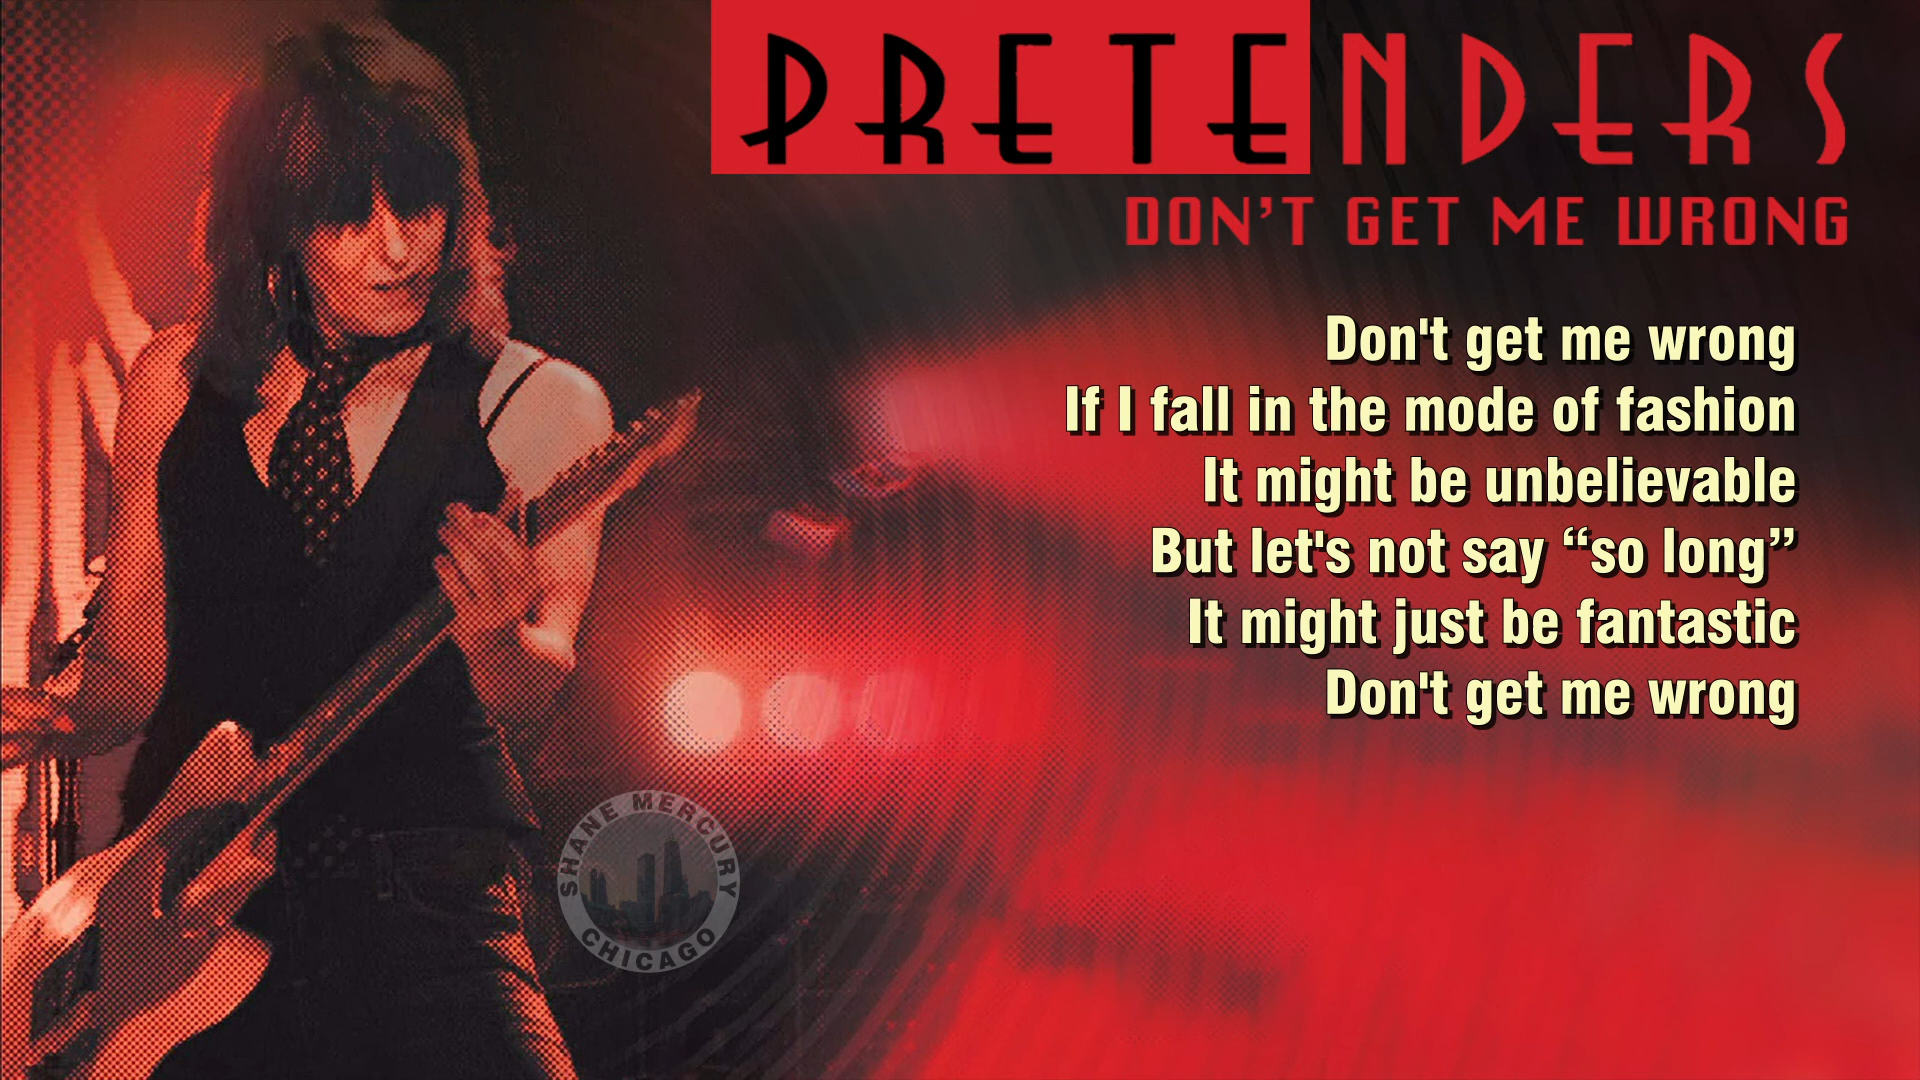 PRETENDERS
DON'T GET ME WRONG
Don't get me wrong
If I fall in the mode of fashion
It might be unbelievable
But let's not say “so long”
It might just be fantastic
Don't get me wrong
SHANE MERCURY
CHICAGO